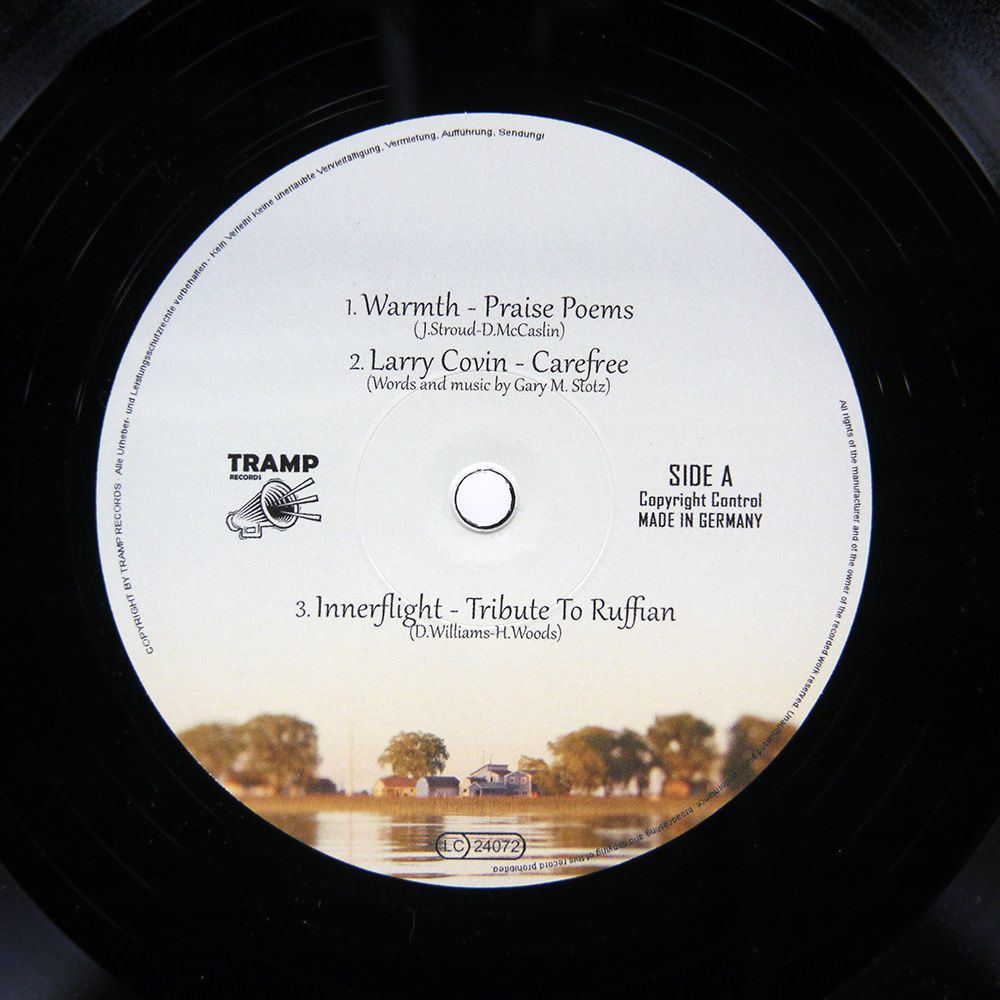 COPYRIGHT BY TRAMP RECORDS · Alle Urheber- und Leistungsschutzrechte vorbehalten - Kein Verleih! Keine unerlaubte Vervielfältigung, Vermietung, Aufführung, Sendung!
1. Warmth - Praise Poems
(J.Stroud-D.McCaslin)
2. Larry Covin - Carefree
(Words and music by Gary M. Stotz)
TRAMP
RECORDS
SIDE A
Copyright Control
MADE IN GERMANY
3. Innerflight - Tribute To Ruffian
(D.Williams-H.Woods)
LC 24072
All rights of the manufacturer and of the owner of the recorded work reserved. Unauthorized public performance, broadcasting and copying of this record prohibited